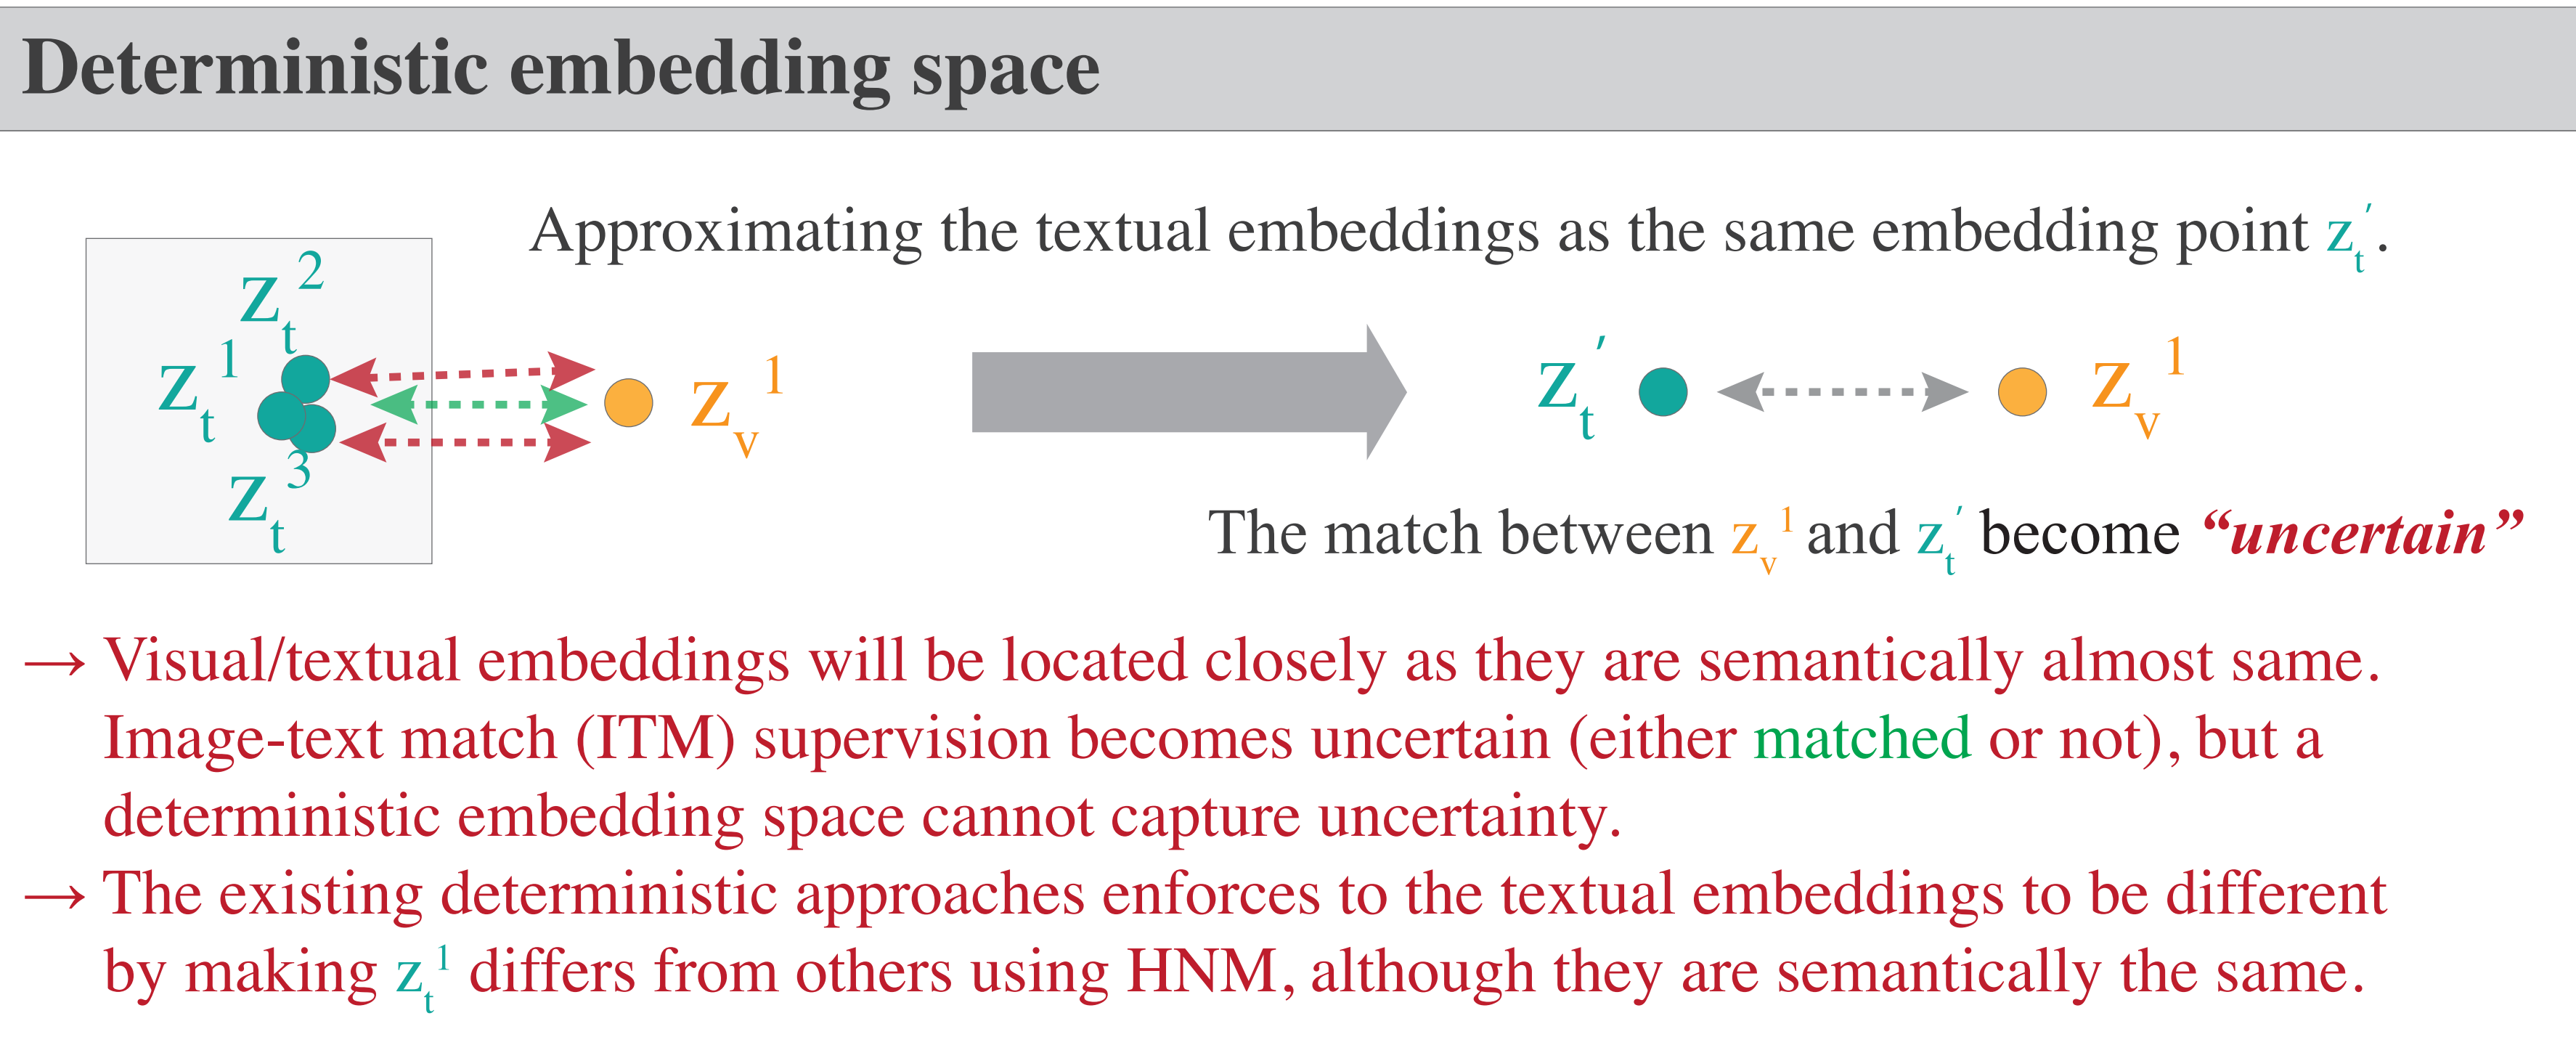 Deterministic embedding space
Approximating the textual embeddings as the same embedding point z_t′.
z_t^2
z_t^1
z_t^3
z_v^1
z_t′
z_v^1
The match between z_v^1 and z_t′ become “uncertain”
→ Visual/textual embeddings will be located closely as they are semantically almost same.
Image-text match (ITM) supervision becomes uncertain (either matched or not), but a
deterministic embedding space cannot capture uncertainty.
→ The existing deterministic approaches enforces to the textual embeddings to be different
by making z_t^1 differs from others using HNM, although they are semantically the same.